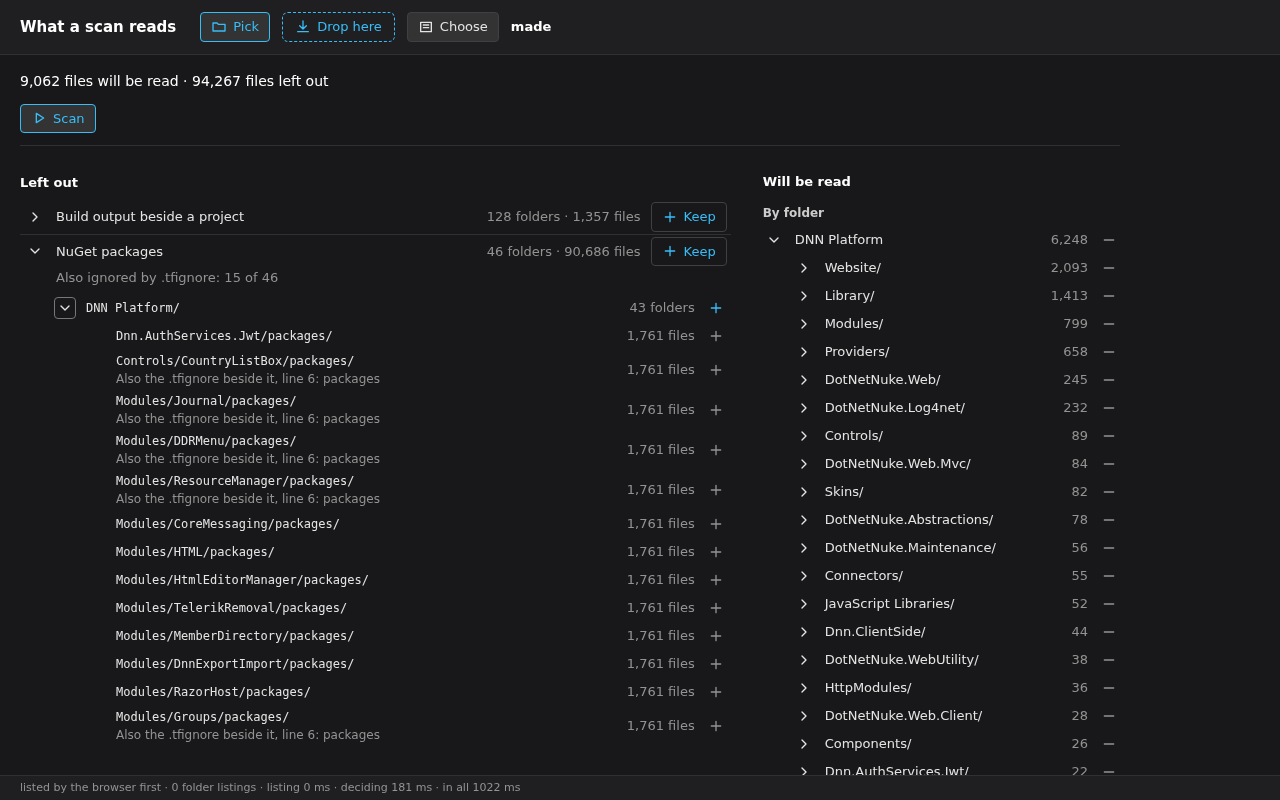 What a scan reads
Pick
Drop here
Choose
made
9,062 files will be read · 94,267 files left out
Scan
Left out
Build output beside a project 128 folders · 1,357 files Keep
NuGet packages 46 folders · 90,686 files Keep
Also ignored by .tfignore: 15 of 46
DNN Platform/ 43 folders
Dnn.AuthServices.Jwt/packages/ 1,761 files
Controls/CountryListBox/packages/ 1,761 files
Also the .tfignore beside it, line 6: packages
Modules/Journal/packages/ 1,761 files
Also the .tfignore beside it, line 6: packages
Modules/DDRMenu/packages/ 1,761 files
Also the .tfignore beside it, line 6: packages
Modules/ResourceManager/packages/ 1,761 files
Also the .tfignore beside it, line 6: packages
Modules/CoreMessaging/packages/ 1,761 files
Modules/HTML/packages/ 1,761 files
Modules/HtmlEditorManager/packages/ 1,761 files
Modules/TelerikRemoval/packages/ 1,761 files
Modules/MemberDirectory/packages/ 1,761 files
Modules/DnnExportImport/packages/ 1,761 files
Modules/RazorHost/packages/ 1,761 files
Modules/Groups/packages/ 1,761 files
Also the .tfignore beside it, line 6: packages
Will be read
By folder
DNN Platform 6,248
Website/ 2,093
Library/ 1,413
Modules/ 799
Providers/ 658
DotNetNuke.Web/ 245
DotNetNuke.Log4net/ 232
Controls/ 89
DotNetNuke.Web.Mvc/ 84
Skins/ 82
DotNetNuke.Abstractions/ 78
DotNetNuke.Maintenance/ 56
Connectors/ 55
JavaScript Libraries/ 52
Dnn.ClientSide/ 44
DotNetNuke.WebUtility/ 38
HttpModules/ 36
DotNetNuke.Web.Client/ 28
Components/ 26
Dnn.AuthServices.Jwt/ 22
listed by the browser first · 0 folder listings · listing 0 ms · deciding 181 ms · in all 1022 ms